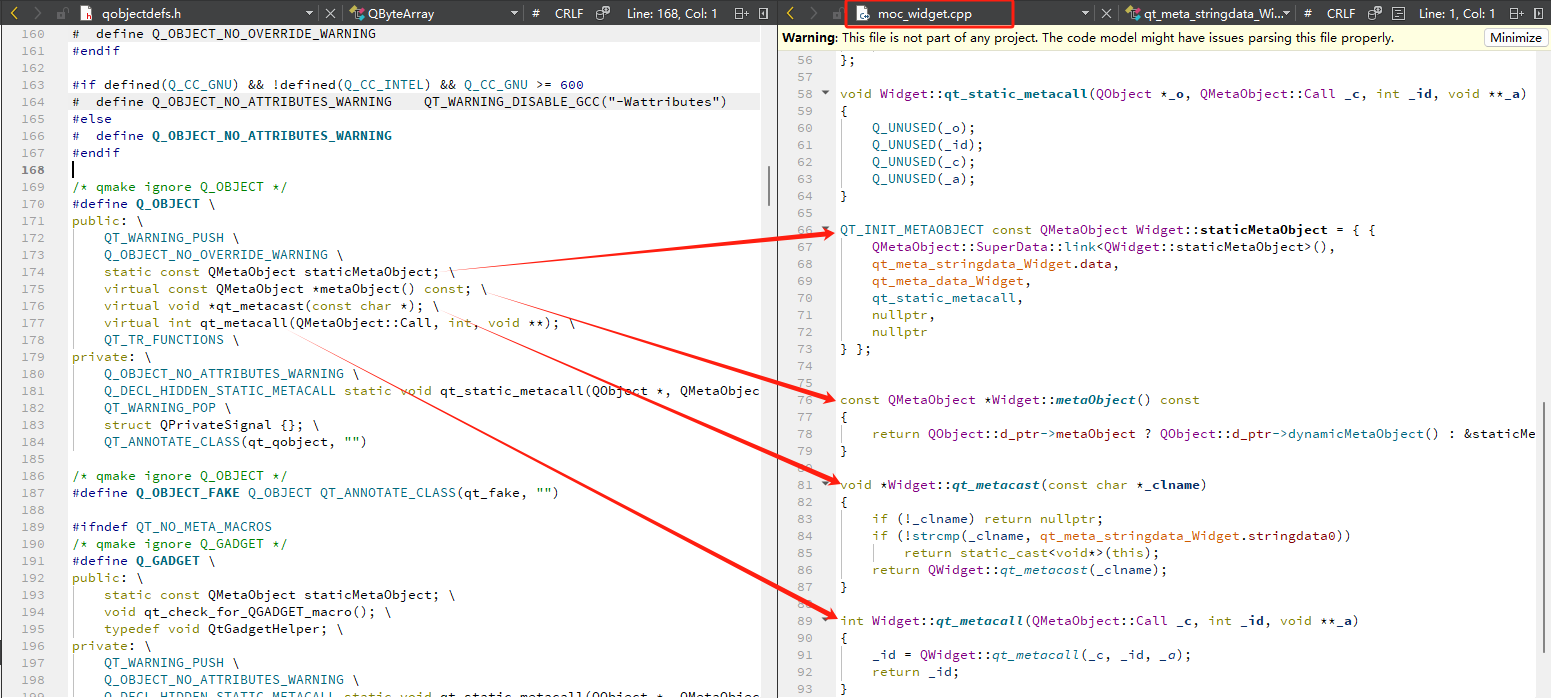 qobjectdefs.h
QByteArray
#
CRLF
Line: 168, Col: 1
160 #  define Q_OBJECT_NO_OVERRIDE_WARNING
161 #endif
162
163 #if defined(Q_CC_GNU) && !defined(Q_CC_INTEL) && Q_CC_GNU >= 600
164 #  define Q_OBJECT_NO_ATTRIBUTES_WARNING    QT_WARNING_DISABLE_GCC("-Wattributes")
165 #else
166 #  define Q_OBJECT_NO_ATTRIBUTES_WARNING
167 #endif
168
169 /* qmake ignore Q_OBJECT */
170 #define Q_OBJECT \
171 public: \
172     QT_WARNING_PUSH \
173     Q_OBJECT_NO_OVERRIDE_WARNING \
174     static const QMetaObject staticMetaObject; \
175     virtual const QMetaObject *metaObject() const; \
176     virtual void *qt_metacast(const char *); \
177     virtual int qt_metacall(QMetaObject::Call, int, void **); \
178     QT_TR_FUNCTIONS \
179 private: \
180     Q_OBJECT_NO_ATTRIBUTES_WARNING \
181     Q_DECL_HIDDEN_STATIC_METACALL static void qt_static_metacall(QObject *, QMetaObjec
182     QT_WARNING_POP \
183     struct QPrivateSignal {}; \
184     QT_ANNOTATE_CLASS(qt_qobject, "")
185
186 /* qmake ignore Q_OBJECT */
187 #define Q_OBJECT_FAKE Q_OBJECT QT_ANNOTATE_CLASS(qt_fake, "")
188
189 #ifndef QT_NO_META_MACROS
190 /* qmake ignore Q_GADGET */
191 #define Q_GADGET \
192 public: \
193     static const QMetaObject staticMetaObject; \
194     void qt_check_for_QGADGET_macro(); \
195     typedef void QtGadgetHelper; \
196 private: \
197     QT_WARNING_PUSH \
198     Q_OBJECT_NO_OVERRIDE_WARNING \
199     Q_DECL_HIDDEN_STATIC_METACALL static void qt_static_metacall(QObject *, QMetaObjec
moc_widget.cpp
qt_meta_stringdata_Wi...
#
CRLF
Line: 1, Col: 1
Warning: This file is not part of any project. The code model might have issues parsing this file properly.
Minimize
56 };
57
58 void Widget::qt_static_metacall(QObject *_o, QMetaObject::Call _c, int _id, void **_a)
59 {
60     Q_UNUSED(_o);
61     Q_UNUSED(_id);
62     Q_UNUSED(_c);
63     Q_UNUSED(_a);
64 }
65
66 QT_INIT_METAOBJECT const QMetaObject Widget::staticMetaObject = { {
67     QMetaObject::SuperData::link<QWidget::staticMetaObject>(),
68     qt_meta_stringdata_Widget.data,
69     qt_meta_data_Widget,
70     qt_static_metacall,
71     nullptr,
72     nullptr
73 } };
74
75
76 const QMetaObject *Widget::metaObject() const
77 {
78     return QObject::d_ptr->metaObject ? QObject::d_ptr->dynamicMetaObject() : &staticMe
79 }
80
81 void *Widget::qt_metacast(const char *_clname)
82 {
83     if (!_clname) return nullptr;
84     if (!strcmp(_clname, qt_meta_stringdata_Widget.stringdata0))
85         return static_cast<void*>(this);
86     return QWidget::qt_metacast(_clname);
87 }
88
89 int Widget::qt_metacall(QMetaObject::Call _c, int _id, void **_a)
90 {
91     _id = QWidget::qt_metacall(_c, _id, _a);
92     return _id;
93 }